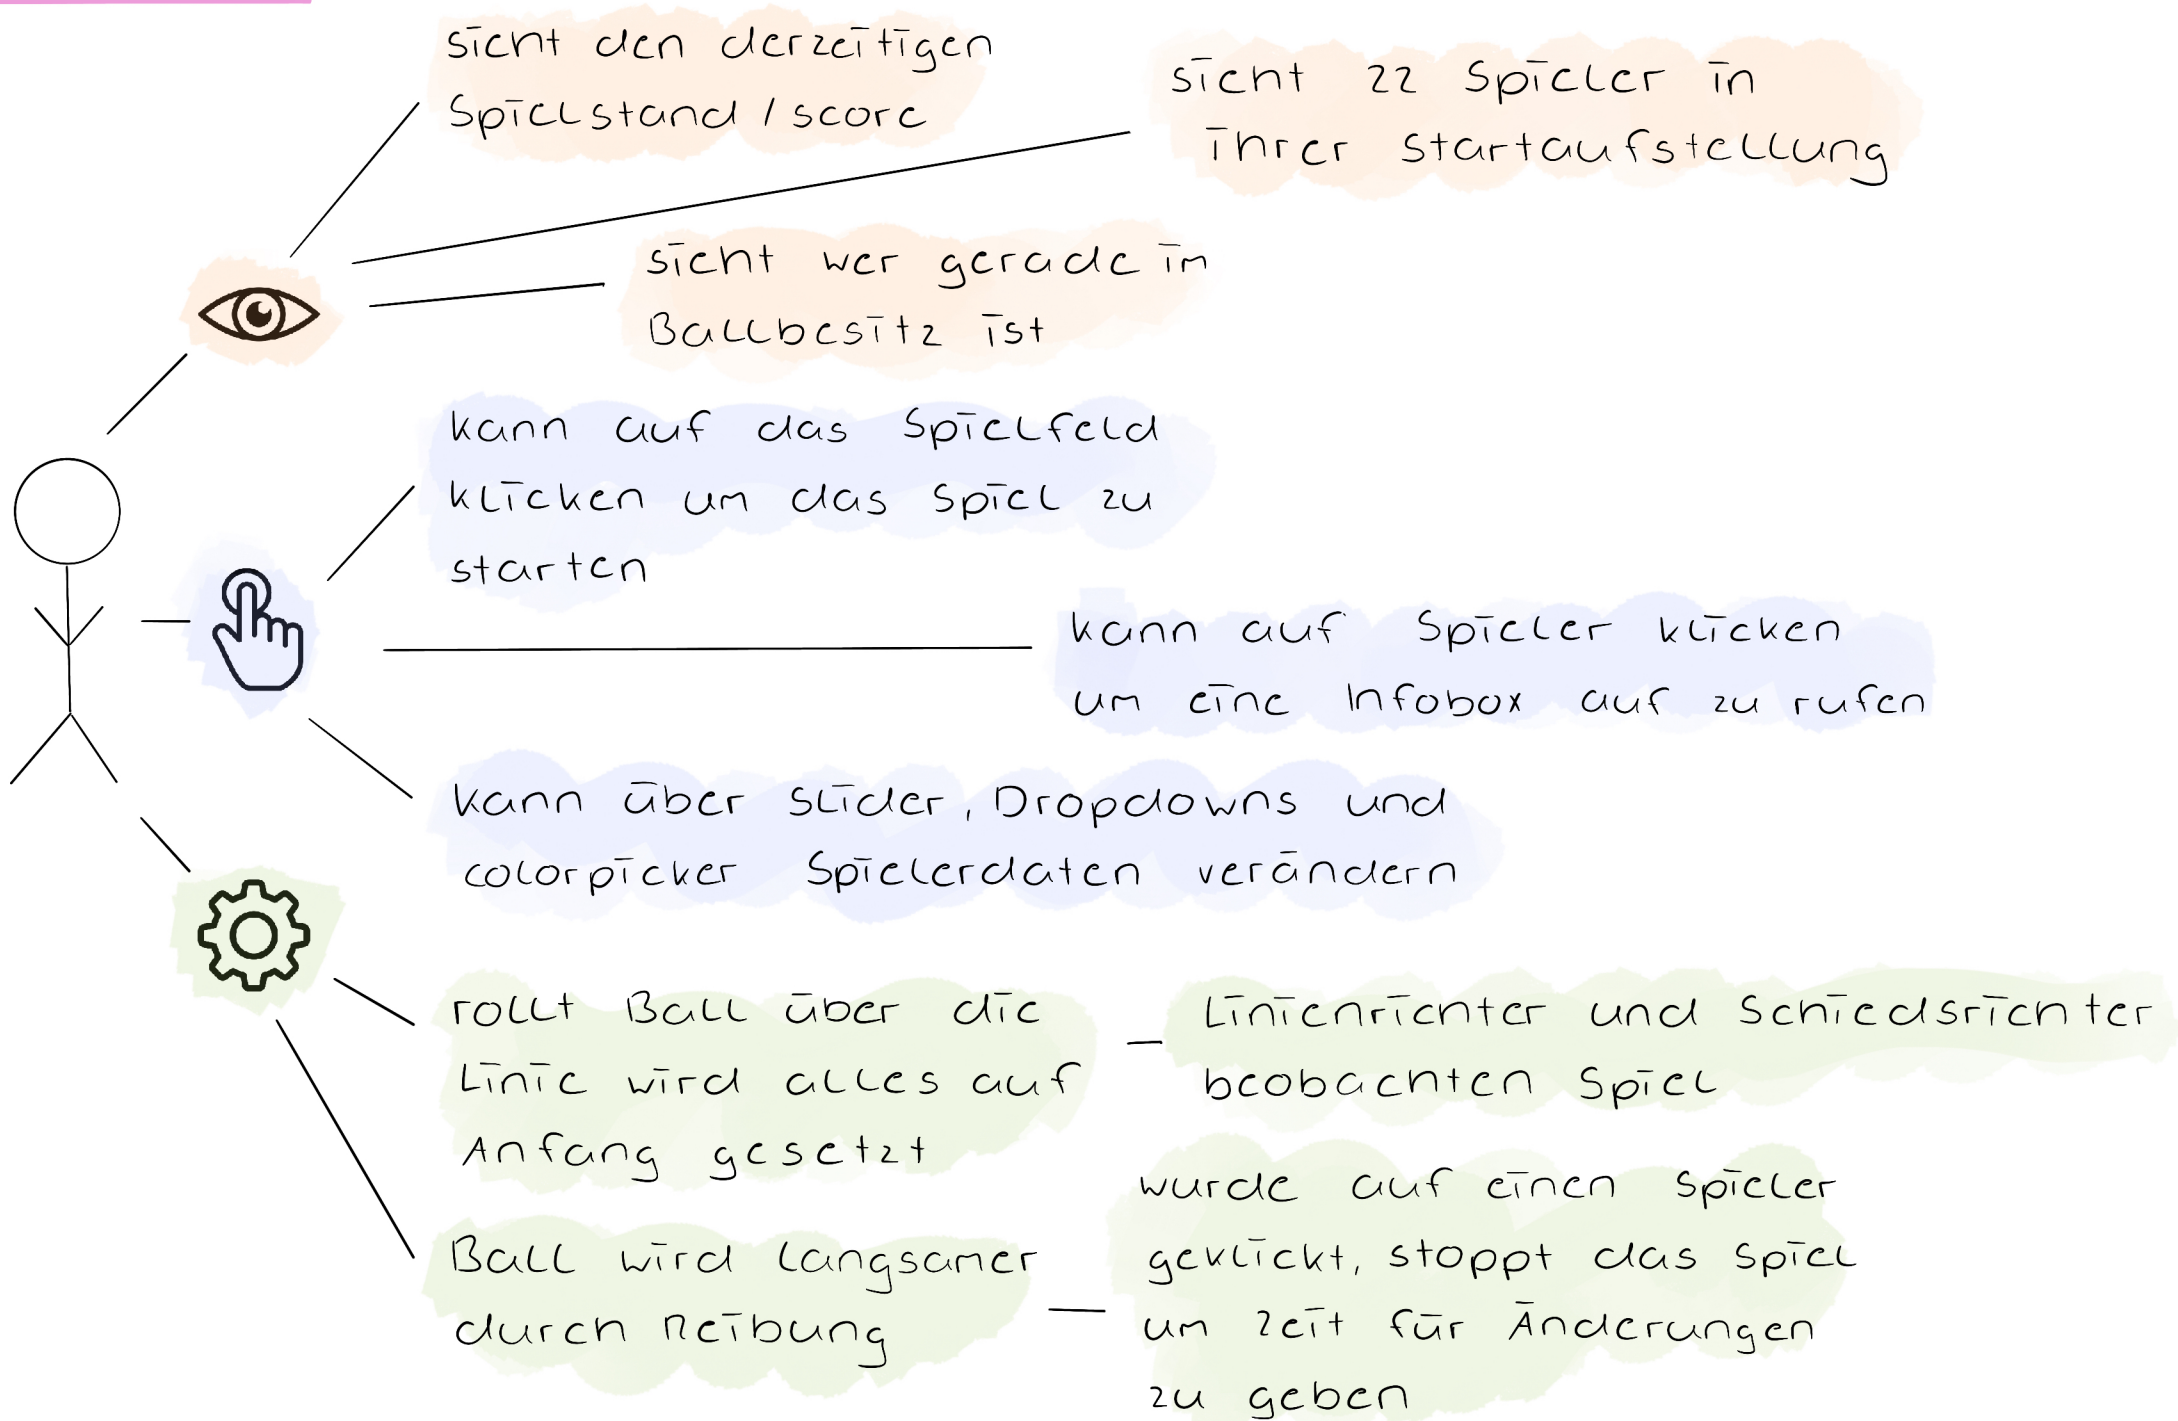 sieht den derzeitigen
Spielstand / score
sieht 22 Spieler in
ihrer Startaufstellung
sieht wer gerade im
Ballbesitz ist
kann auf das Spielfeld
klicken um das Spiel zu
starten
kann auf Spieler klicken
um eine Infobox auf zu rufen
kann über Slider, Dropdowns und
colorpicker Spielerdaten verändern
rollt Ball über die
Linie wird alles auf
Anfang gesetzt
Linienrichter und Schiedsrichter
beobachten Spiel
Ball wird langsamer
durch Reibung
wurde auf einen Spieler
geklickt, stoppt das Spiel
um Zeit für Änderungen
zu geben